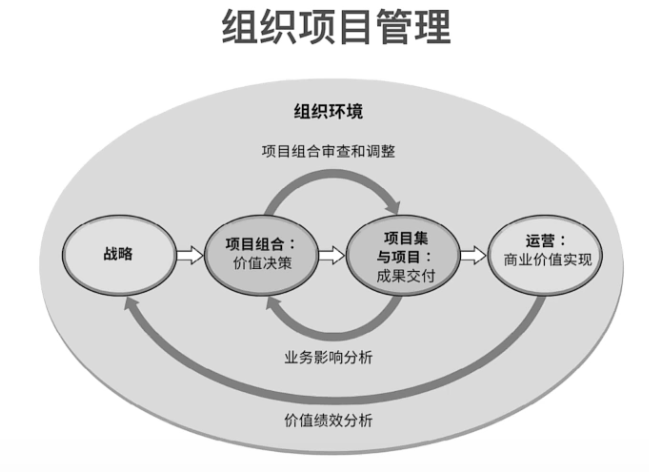 组织项目管理
组织环境
项目组合审查和调整
战略
项目组合：
价值决策
项目集
与项目：
成果交付
运营：
商业价值实现
业务影响分析
价值绩效分析